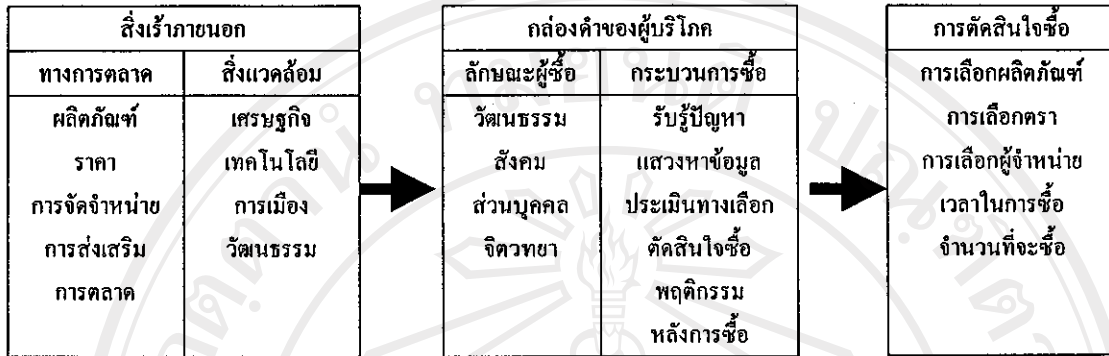 สิ่งเร้าภายนอก
ทางการตลาด สิ่งแวดล้อม
ผลิตภัณฑ์ เศรษฐกิจ
ราคา เทคโนโลยี
การจัดจำหน่าย การเมือง
การส่งเสริม วัฒนธรรม
การตลาด
กล่องดำของผู้บริโภค
ลักษณะผู้ซื้อ กระบวนการซื้อ
วัฒนธรรม รับรู้ปัญหา
สังคม แสวงหาข้อมูล
ส่วนบุคคล ประเมินทางเลือก
จิตวทยา ตัดสินใจซื้อ
พฤติกรรม
หลังการซื้อ
การตัดสินใจซื้อ
การเลือกผลิตภัณฑ์
การเลือกตรา
การเลือกผู้จำหน่าย
เวลาในการซื้อ
จำนวนที่จะซื้อ